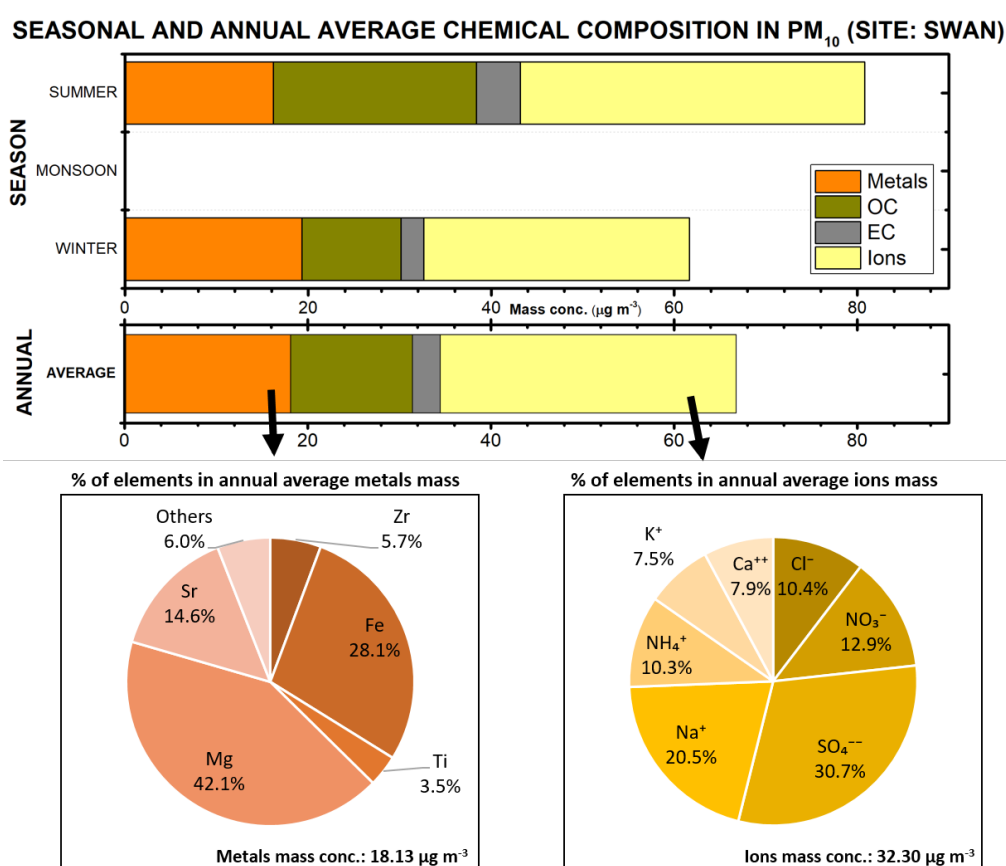 SEASONAL AND ANNUAL AVERAGE CHEMICAL COMPOSITION IN PM₁₀ (SITE: SWAN)
SEASON
SUMMER
MONSOON
WINTER
Metals
OC
EC
Ions
0 20 40 Mass conc. (µg m⁻³) 60 80
ANNUAL
AVERAGE
0 20 40 60 80
% of elements in annual average metals mass
Others
6.0%
Zr
5.7%
Sr
14.6%
Fe
28.1%
Mg
42.1%
Ti
3.5%
Metals mass conc.: 18.13 µg m⁻³
% of elements in annual average ions mass
K⁺
7.5%
Ca⁺⁺
7.9%
Cl⁻
10.4%
NO₃⁻
12.9%
NH₄⁺
10.3%
Na⁺
20.5%
SO₄⁻⁻
30.7%
Ions mass conc.: 32.30 µg m⁻³